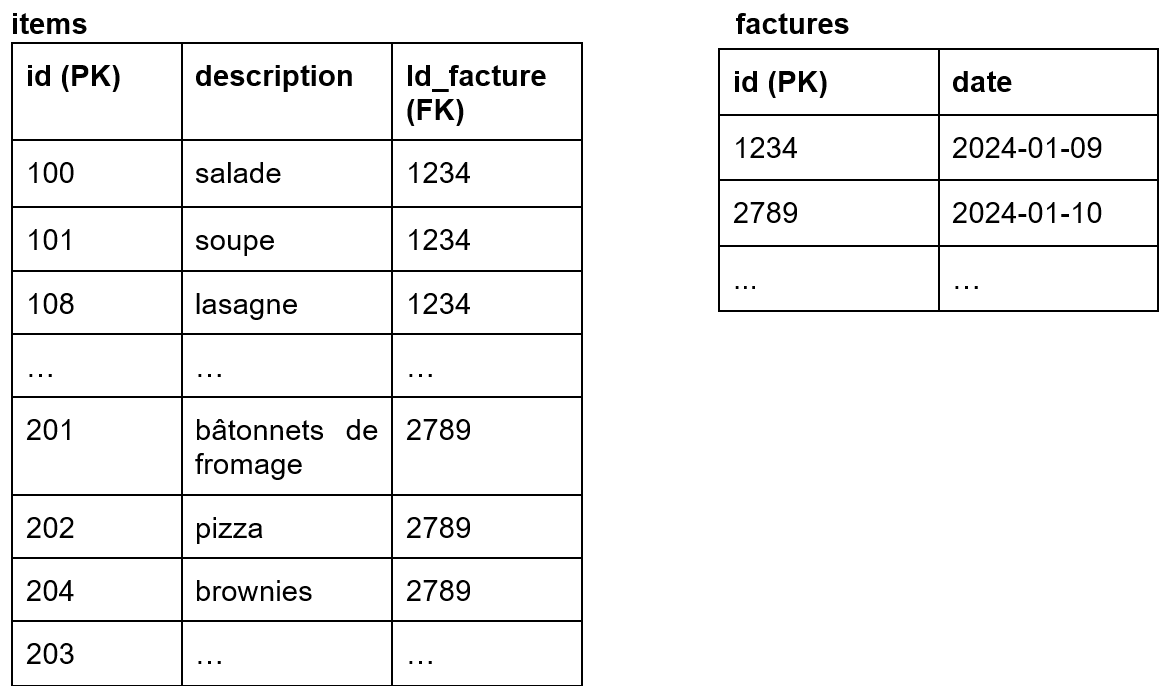 items
id (PK) description Id_facture
(FK)
100 salade 1234
101 soupe 1234
108 lasagne 1234
… … …
201 bâtonnets de 2789
fromage
202 pizza 2789
204 brownies 2789
203 … …
factures
id (PK) date
1234 2024-01-09
2789 2024-01-10
... …